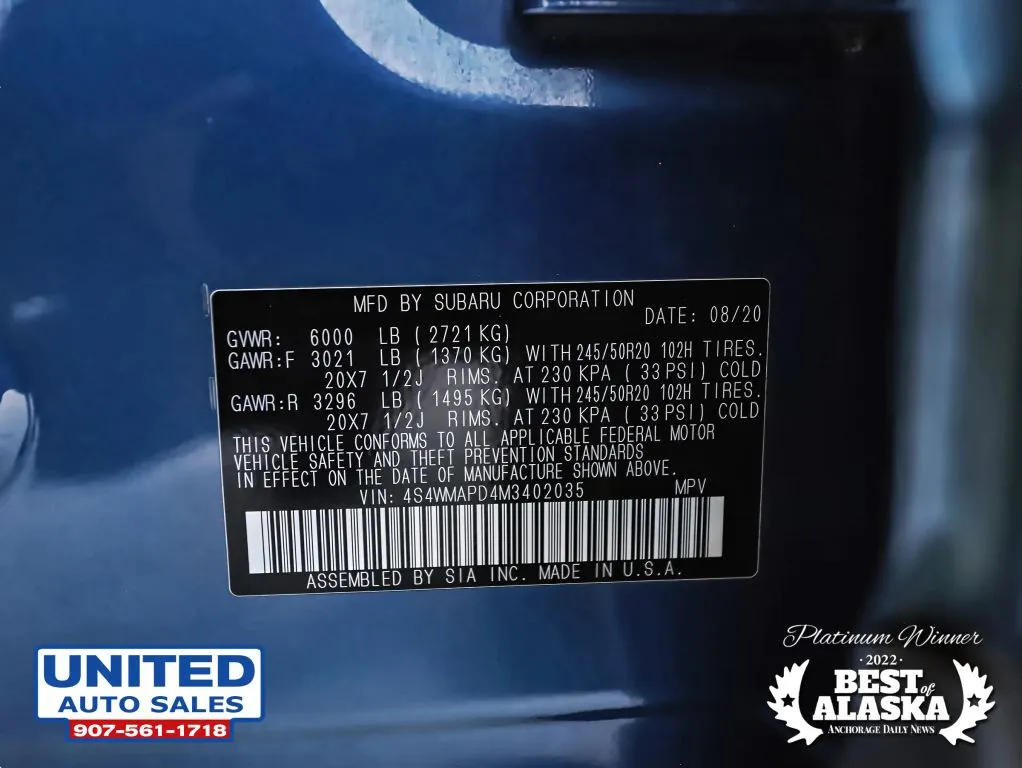 MFD BY SUBARU CORPORATION
DATE: 08/20
GVWR: 6000 LB ( 2721 KG)
GAWR:F 3021 LB ( 1370 KG) WITH 245/50R20 102H TIRES.
20X7 1/2J RIMS. AT 230 KPA ( 33 PSI) COLD
GAWR:R 3296 LB ( 1495 KG) WITH 245/50R20 102H TIRES.
20X7 1/2J RIMS. AT 230 KPA ( 33 PSI) COLD
THIS VEHICLE CONFORMS TO ALL APPLICABLE FEDERAL MOTOR
VEHICLE SAFETY AND THEFT PREVENTION STANDARDS
IN EFFECT ON THE DATE OF MANUFACTURE SHOWN ABOVE.
VIN: 4S4WMAPD4M3402035 MPV
ASSEMBLED BY SIA INC. MADE IN U.S.A.
UNITED
AUTO SALES
907-561-1718
Platinum Winner
· 2022 ·
BEST of
ALASKA
ANCHORAGE DAILY NEWS